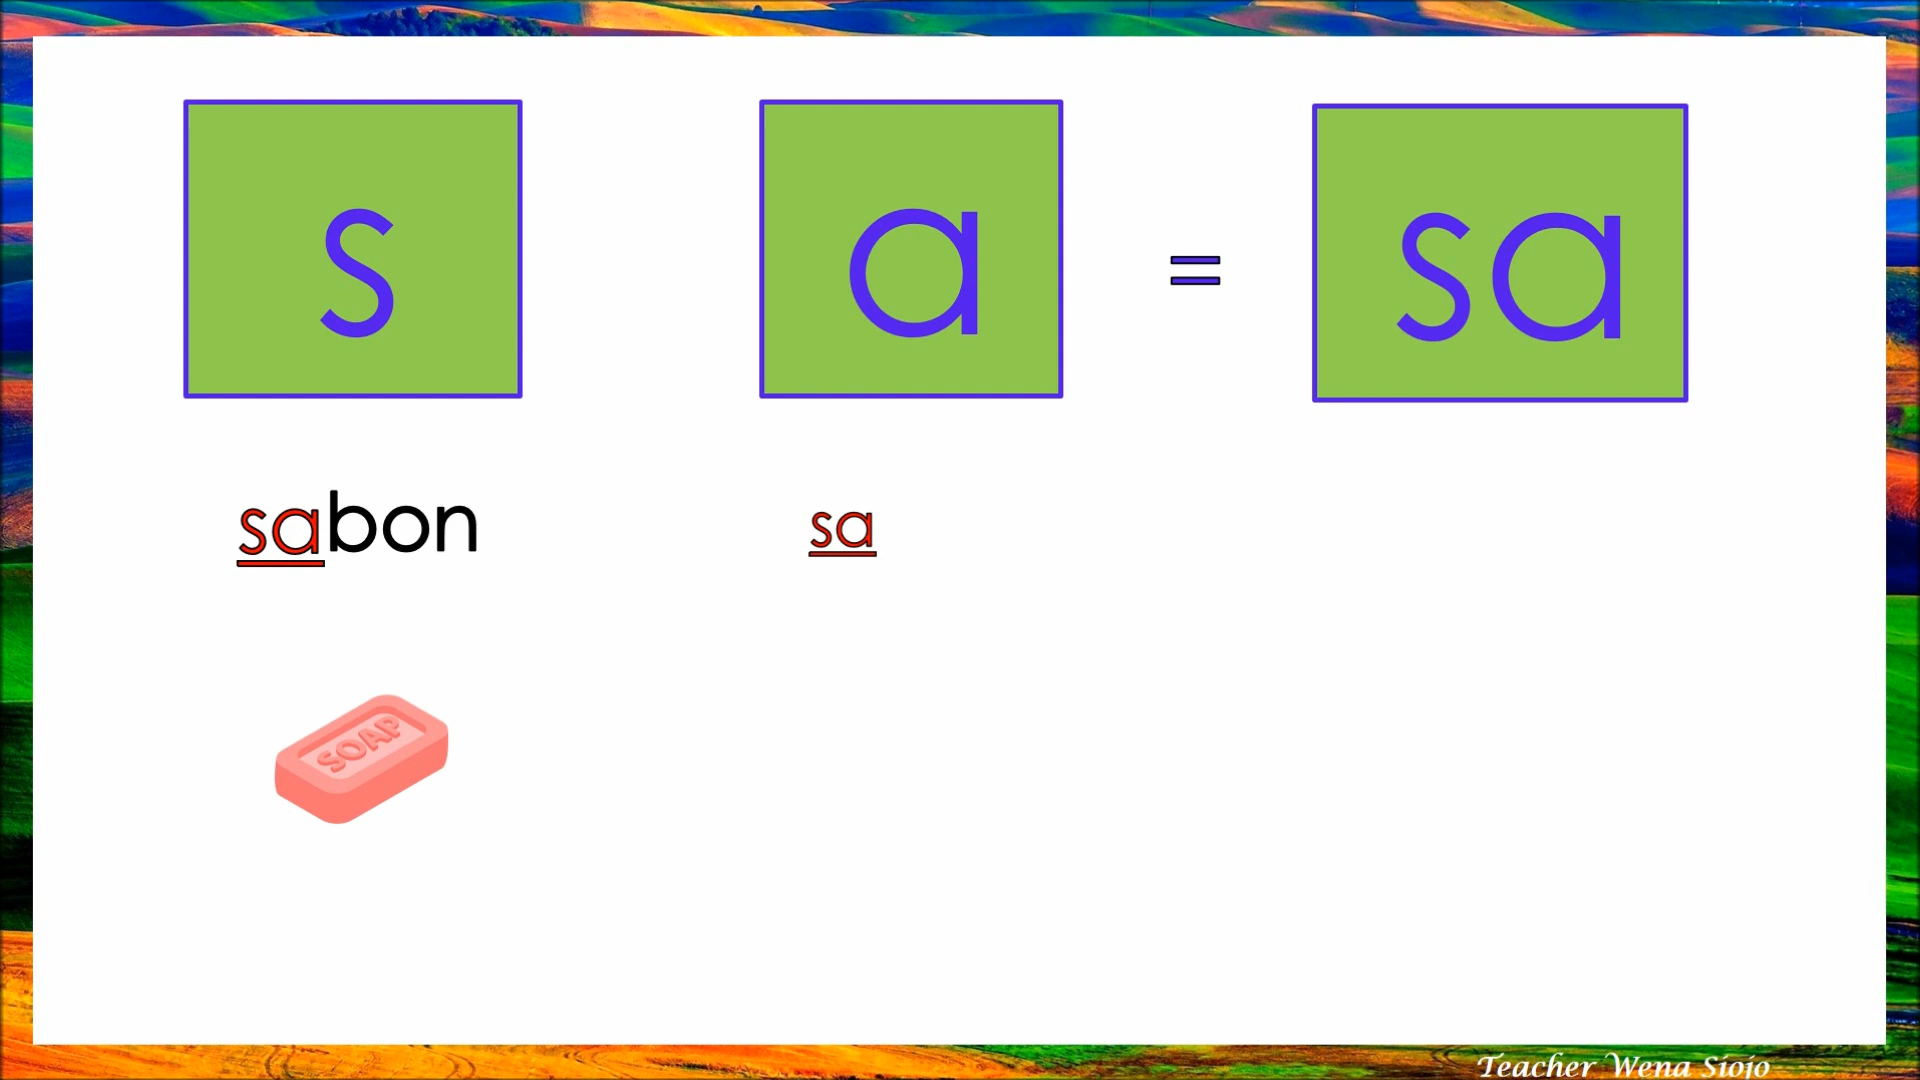 s a = sa
sabon sa
SOAP
Teacher Wena Siojo